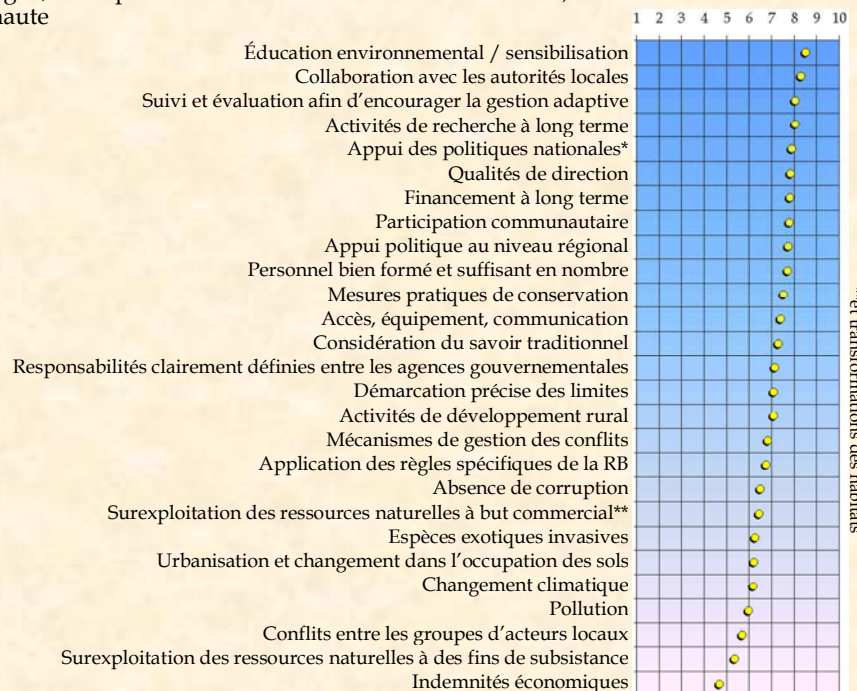 haute
1 2 3 4 5 6 7 8 9 10
Éducation environnemental / sensibilisation
Collaboration avec les autorités locales
Suivi et évaluation afin d'encourager la gestion adaptive
Activités de recherche à long terme
Appui des politiques nationales*
Qualités de direction
Financement à long terme
Participation communautaire
Appui politique au niveau régional
Personnel bien formé et suffisant en nombre
Mesures pratiques de conservation
Accès, équipement, communication
Considération du savoir traditionnel
Responsabilités clairement définies entre les agences gouvernementales
Démarcation précise des limites
Activités de développement rural
Mécanismes de gestion des conflits
Application des règles spécifiques de la RB
Absence de corruption
Surexploitation des ressources naturelles à but commercial**
Espèces exotiques invasives
Urbanisation et changement dans l'occupation des sols
Changement climatique
Pollution
Conflits entre les groupes d'acteurs locaux
Surexploitation des ressources naturelles à des fins de subsistance
Indemnités économiques
et transformations des habitats